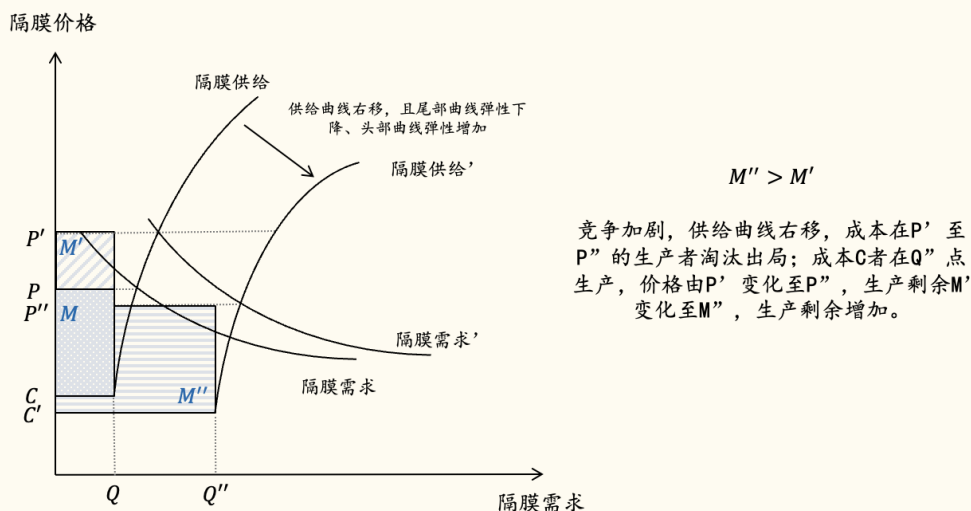 隔膜价格
隔膜供给
供给曲线右移，且尾部曲线弹性下
降、头部曲线弹性增加
隔膜供给’
M′′ > M′
竞争加剧，供给曲线右移，成本在P’至
P”的生产者淘汰出局；成本C者在Q”点
生产，价格由P’变化至P”，生产剩余M’
变化至M”，生产剩余增加。
P′
M′
P
P′′
M
隔膜需求’
隔膜需求
C
M′′
C′
Q
Q′′
隔膜需求